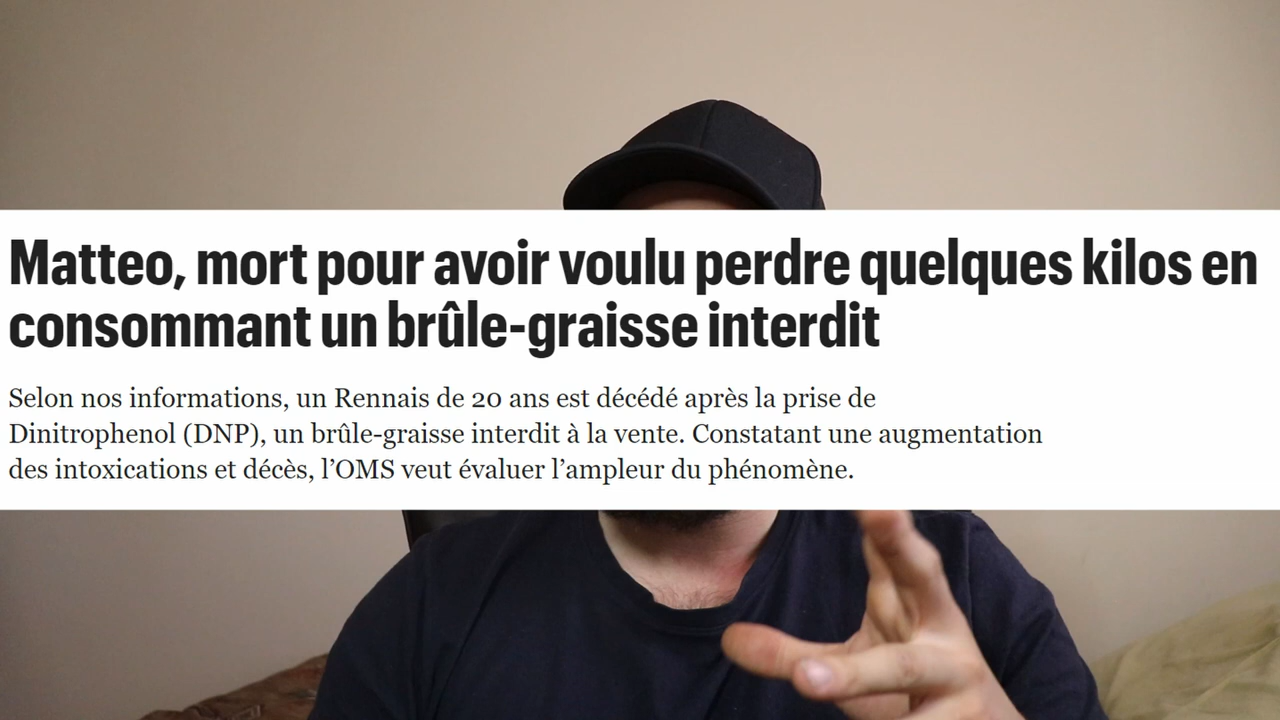 Matteo, mort pour avoir voulu perdre quelques kilos en
consommant un brûle-graisse interdit
Selon nos informations, un Rennais de 20 ans est décédé après la prise de
Dinitrophenol (DNP), un brûle-graisse interdit à la vente. Constatant une augmentation
des intoxications et décès, l’OMS veut évaluer l’ampleur du phénomène.